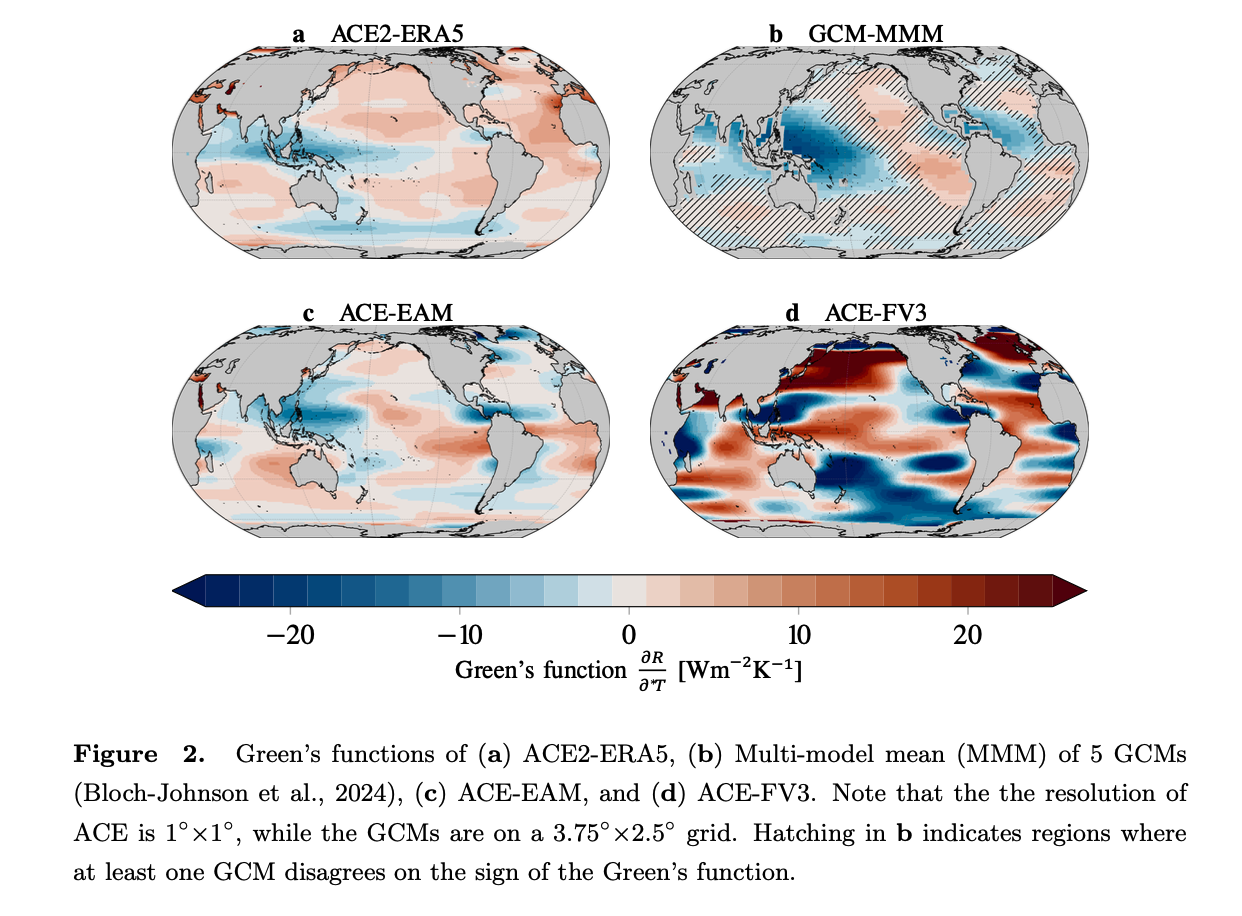 a ACE2-ERA5
b GCM-MMM
c ACE-EAM
d ACE-FV3
−20 −10 0 10 20
Green's function ∂R/∂*T [Wm⁻²K⁻¹]
Figure 2. Green's functions of (a) ACE2-ERA5, (b) Multi-model mean (MMM) of 5 GCMs
(Bloch-Johnson et al., 2024), (c) ACE-EAM, and (d) ACE-FV3. Note that the the resolution of
ACE is 1°×1°, while the GCMs are on a 3.75°×2.5° grid. Hatching in b indicates regions where
at least one GCM disagrees on the sign of the Green's function.